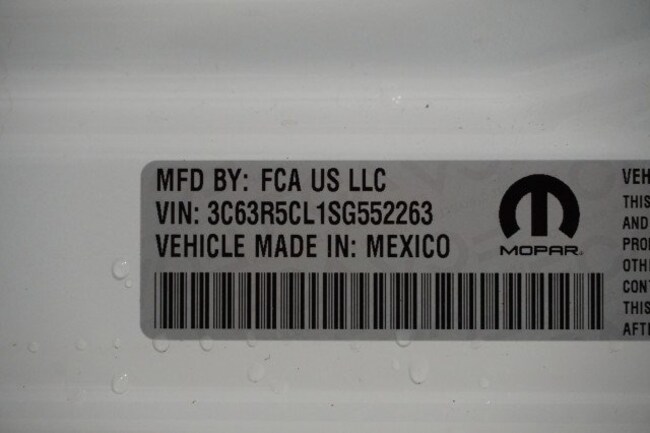 MFD BY: FCA US LLC
VIN: 3C63R5CL1SG552263
VEHICLE MADE IN: MEXICO
MOPAR
VEH
THIS
AND
PRO
OTH
CON
THIS
AFT